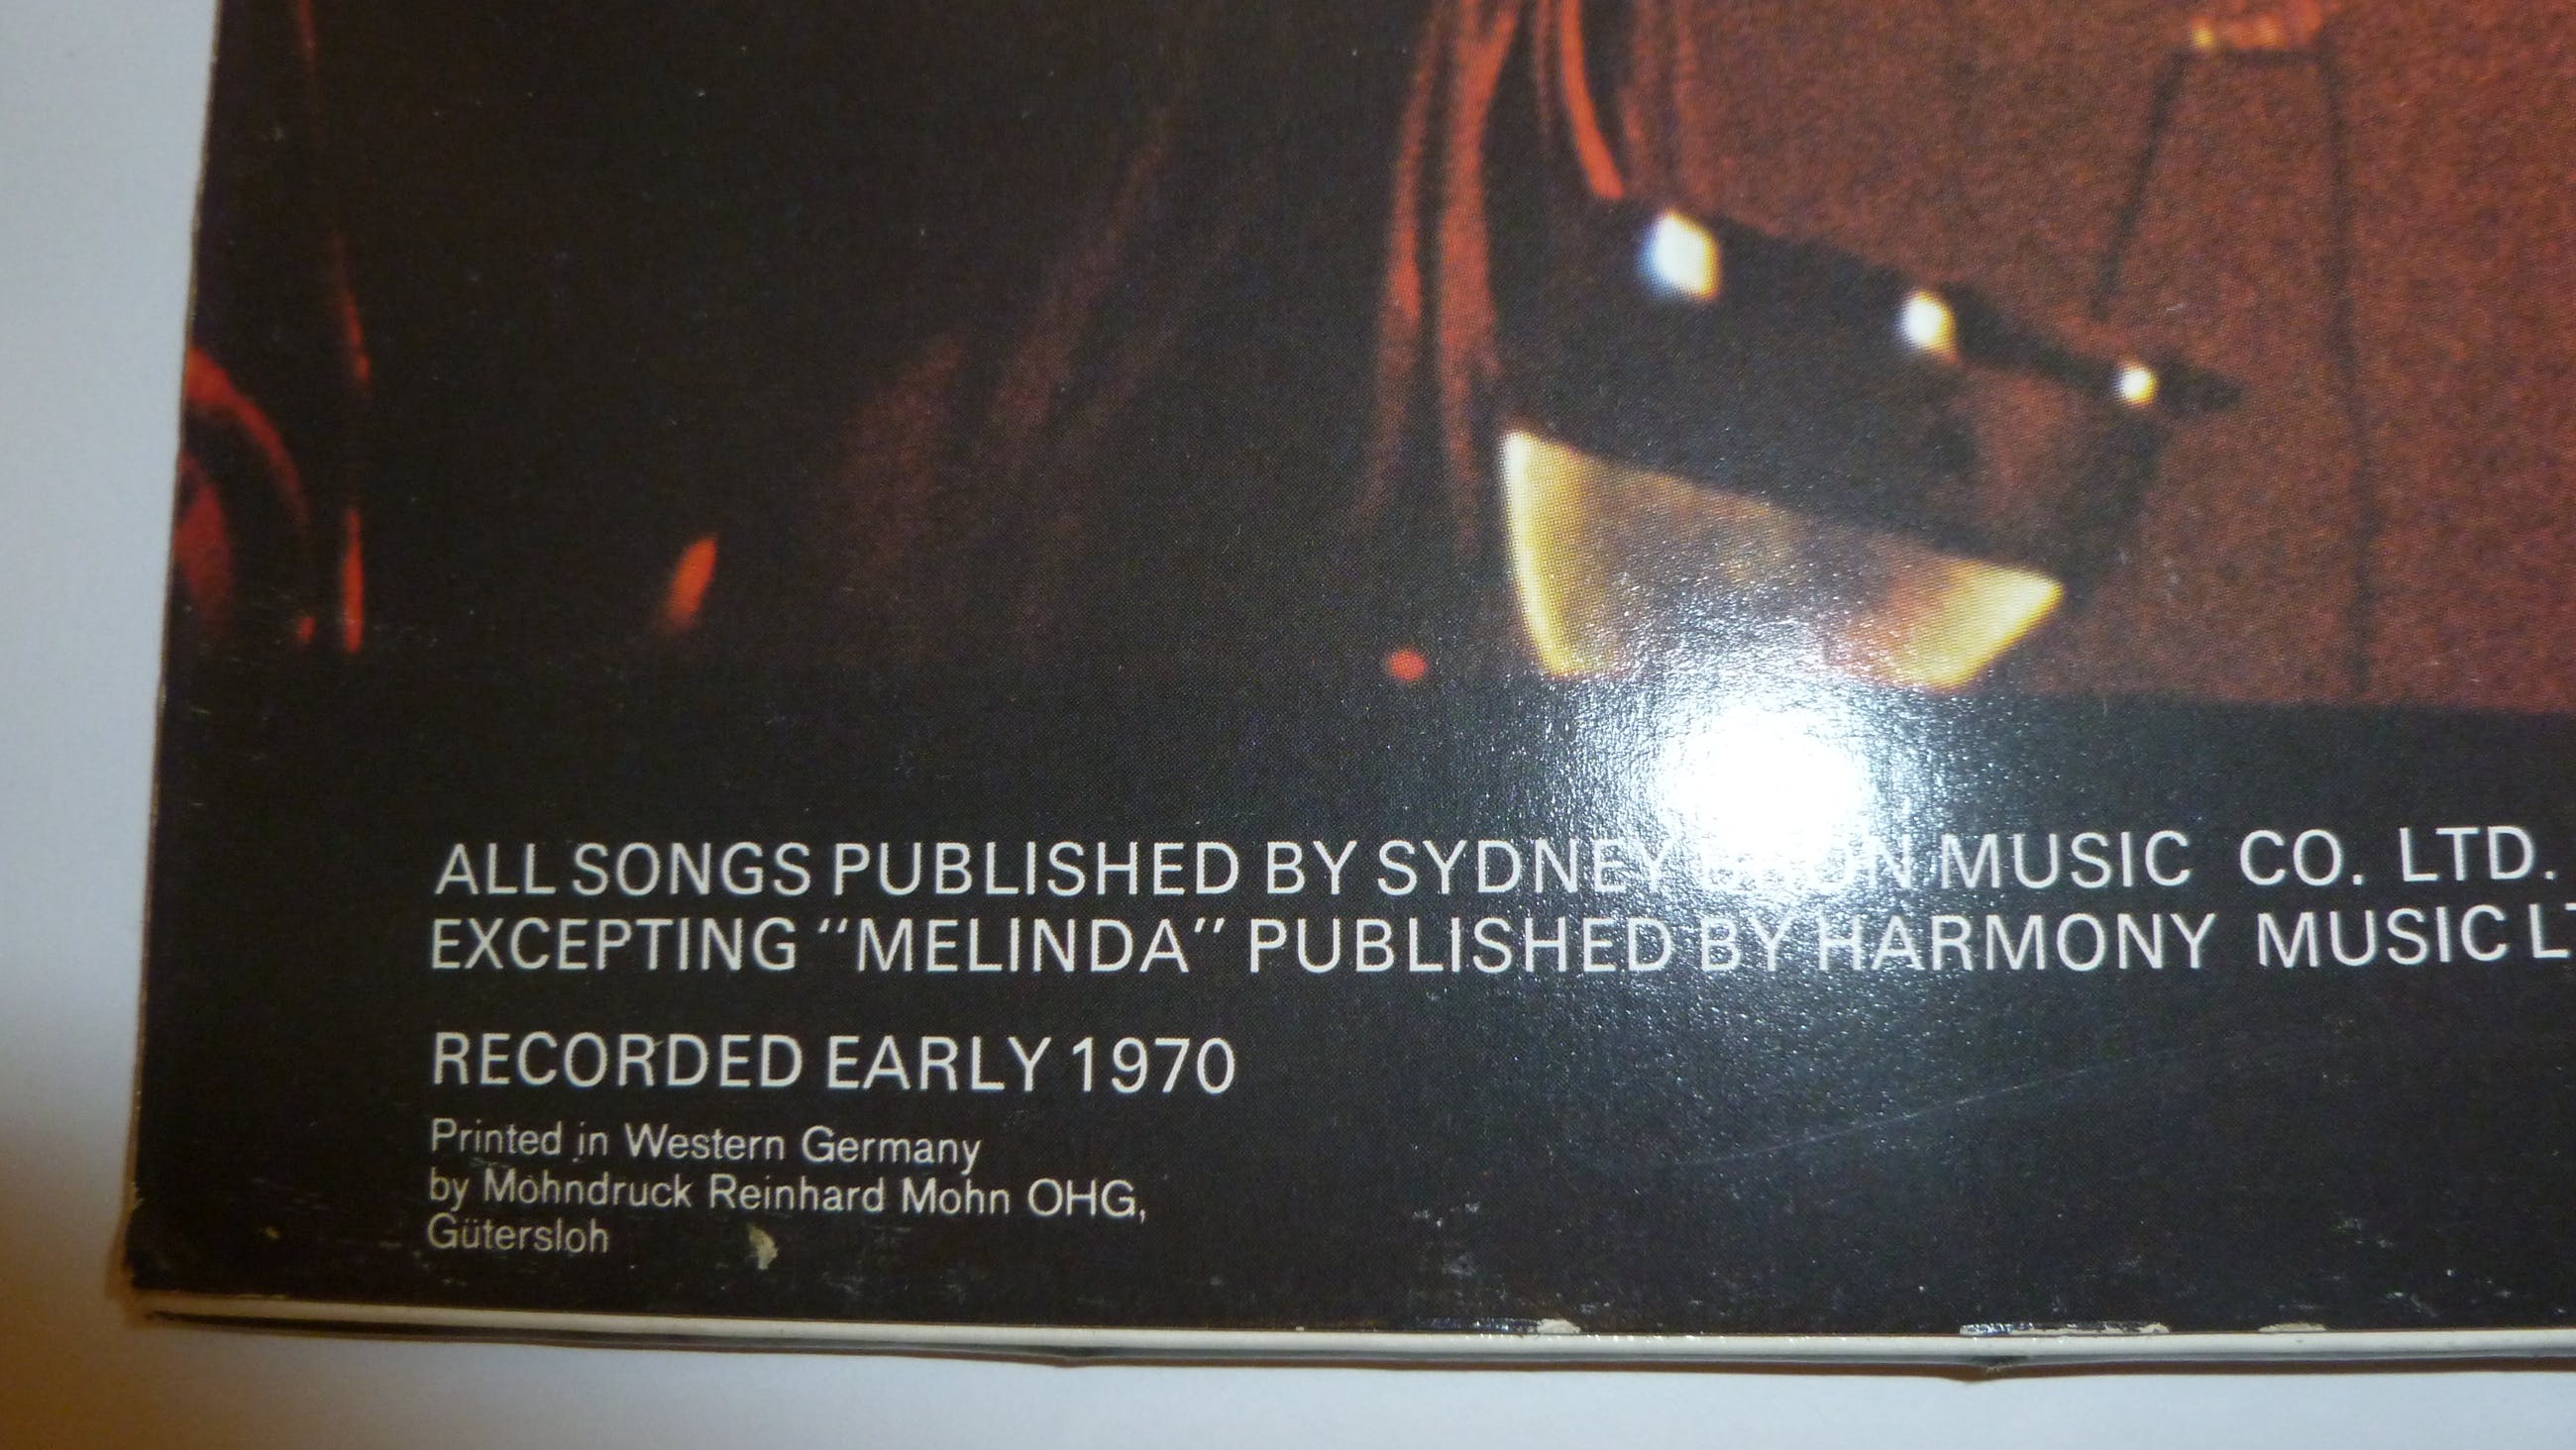 ALL SONGS PUBLISHED BY SYDNEY MUSIC CO. LTD.
EXCEPTING "MELINDA" PUBLISHED BY HARMONY MUSIC
RECORDED EARLY 1970
Printed in Western Germany
by Mohndruck Reinhard Mohn OHG,
Gütersloh